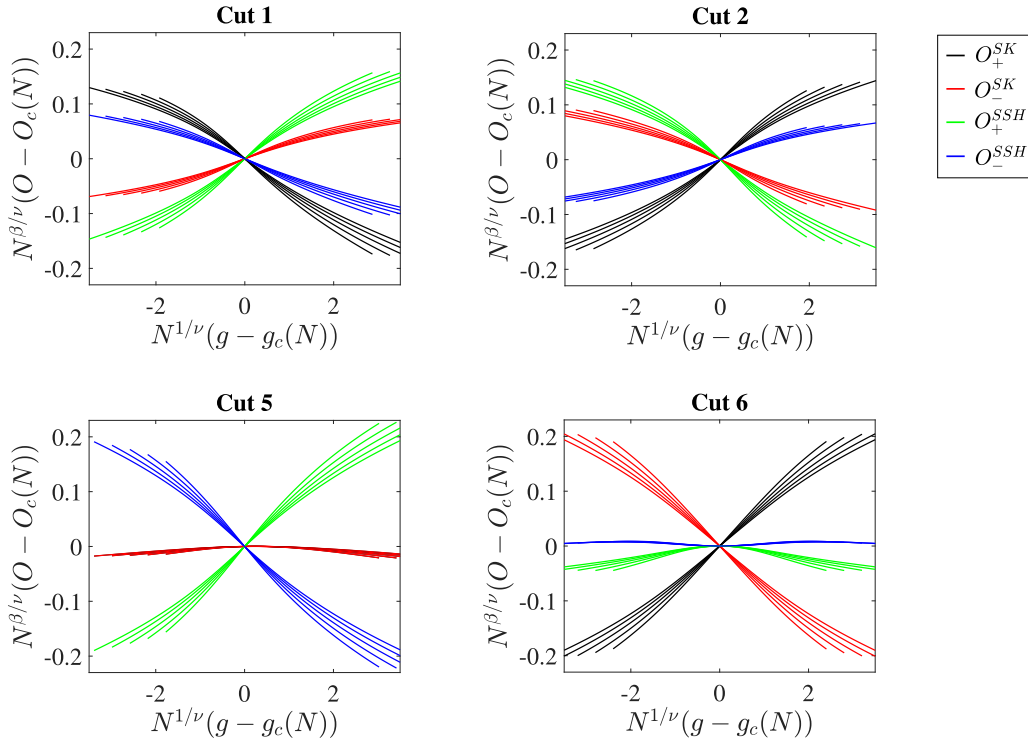 Cut 1
0.2
0.1
0
-0.1
-0.2
-2 0 2
N^{β/ν}(O − O_c(N))
N^{1/ν}(g − g_c(N))
Cut 2
0.2
0.1
0
-0.1
-0.2
-2 0 2
N^{β/ν}(O − O_c(N))
N^{1/ν}(g − g_c(N))
O_+^{SK}
O_-^{SK}
O_+^{SSH}
O_-^{SSH}
Cut 5
0.2
0.1
0
-0.1
-0.2
-2 0 2
N^{β/ν}(O − O_c(N))
N^{1/ν}(g − g_c(N))
Cut 6
0.2
0.1
0
-0.1
-0.2
-2 0 2
N^{β/ν}(O − O_c(N))
N^{1/ν}(g − g_c(N))